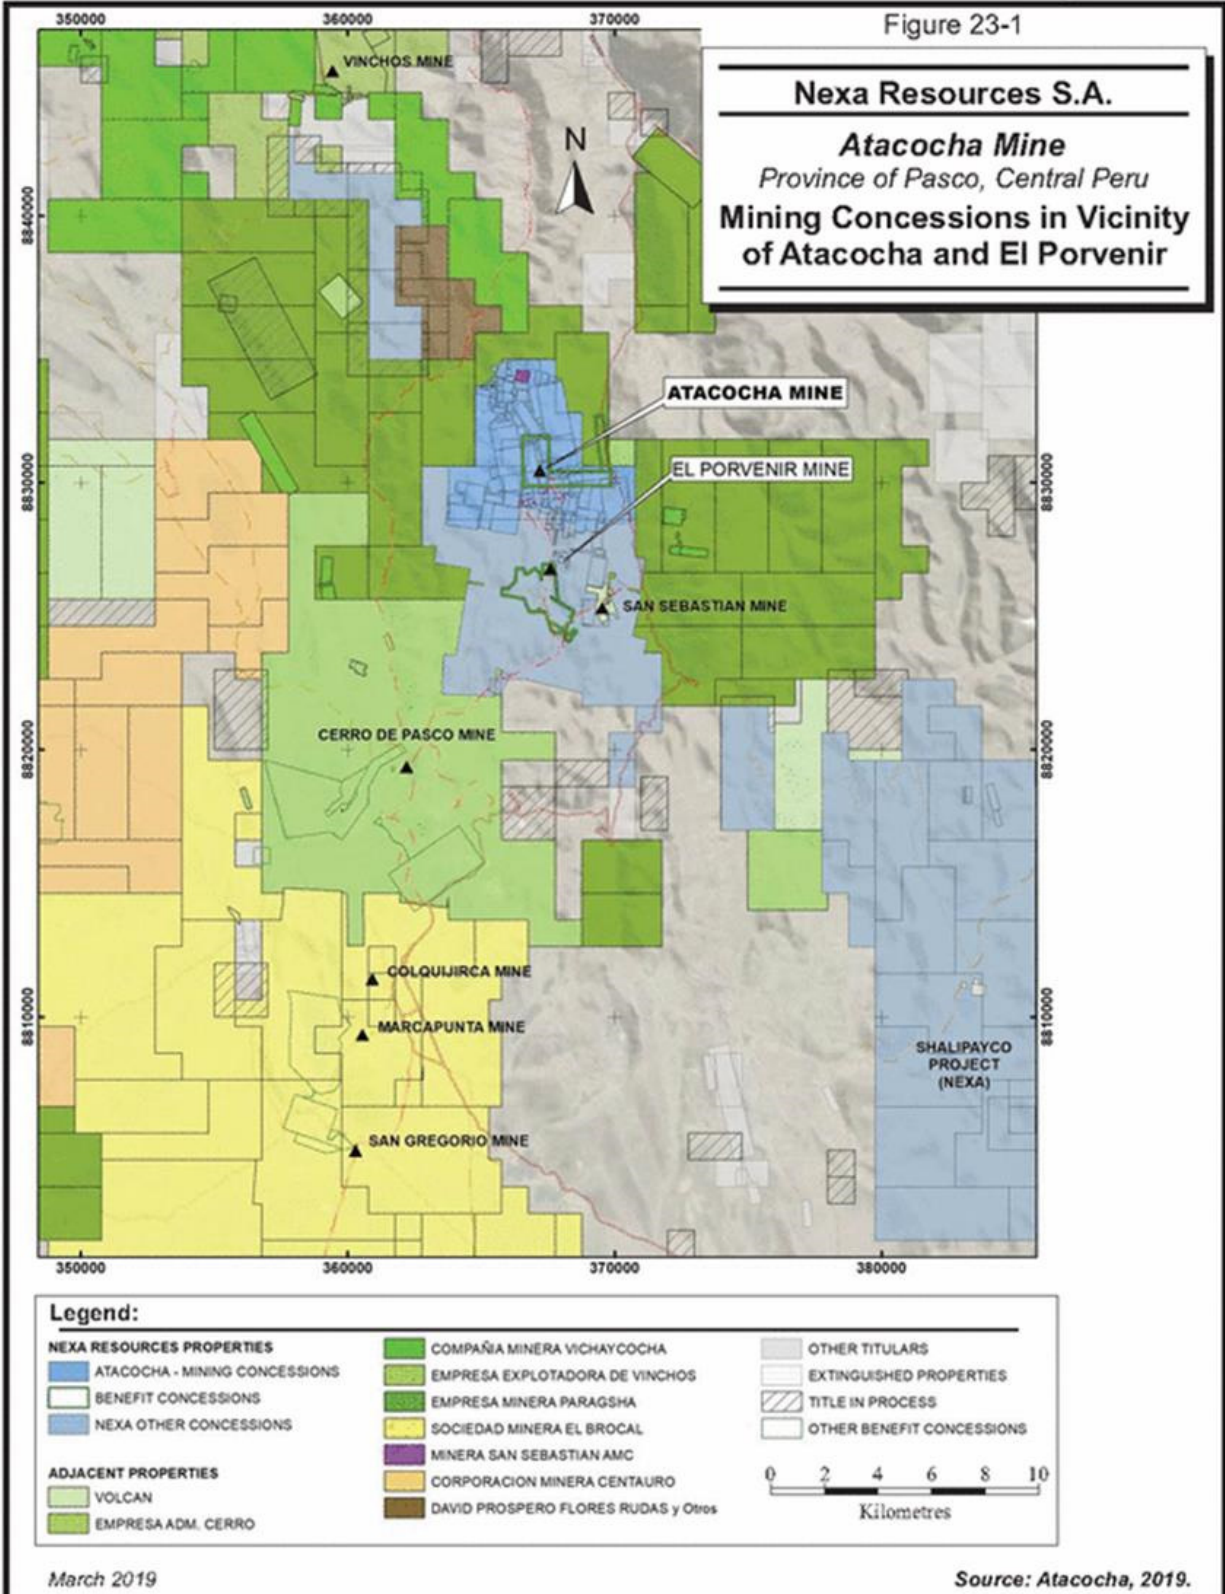 Figure 23-1
Nexa Resources S.A.
Atacocha Mine
Province of Pasco, Central Peru
Mining Concessions in Vicinity
of Atacocha and El Porvenir
350000
360000
370000
VINCHOS MINE
N
8840000
ATACOCHA MINE
EL PORVENIR MINE
8830000
8830000
SAN SEBASTIAN MINE
CERRO DE PASCO MINE
8820000
8820000
COLQUIJIRCA MINE
MARCAPUNTA MINE
8810000
8810000
SHALIPAYCO
PROJECT
(NEXA)
SAN GREGORIO MINE
350000
360000
370000
380000
Legend:
NEXA RESOURCES PROPERTIES
ATACOCHA - MINING CONCESSIONS
BENEFIT CONCESSIONS
NEXA OTHER CONCESSIONS
ADJACENT PROPERTIES
VOLCAN
EMPRESA ADM. CERRO
COMPAÑIA MINERA VICHAYCOCHA
EMPRESA EXPLOTADORA DE VINCHOS
EMPRESA MINERA PARAGSHA
SOCIEDAD MINERA EL BROCAL
MINERA SAN SEBASTIAN AMC
CORPORACION MINERA CENTAURO
DAVID PROSPERO FLORES RUDAS y Otros
OTHER TITULARS
EXTINGUISHED PROPERTIES
TITLE IN PROCESS
OTHER BENEFIT CONCESSIONS
0 2 4 6 8 10
Kilometres
March 2019
Source: Atacocha, 2019.